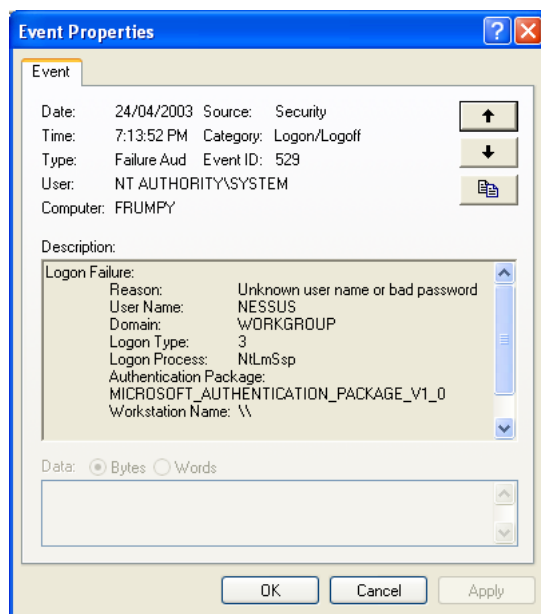 Event Properties
Event
Date: 24/04/2003 Source: Security
Time: 7:13:52 PM Category: Logon/Logoff
Type: Failure Aud Event ID: 529
User: NT AUTHORITY\SYSTEM
Computer: FRUMPY
Description:
Logon Failure:
Reason: Unknown user name or bad password
User Name: NESSUS
Domain: WORKGROUP
Logon Type: 3
Logon Process: NtLmSsp
Authentication Package:
MICROSOFT_AUTHENTICATION_PACKAGE_V1_0
Workstation Name: \\
Data: Bytes Words
OK Cancel Apply